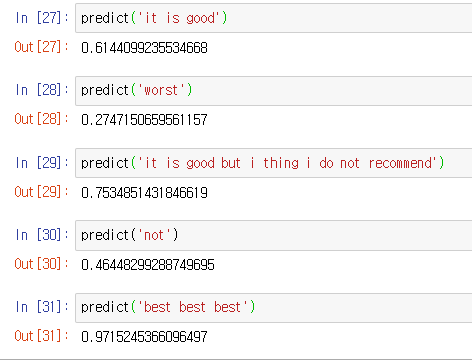 In [27]: predict('it is good')
Out[27]: 0.6144099235534668
In [28]: predict('worst')
Out[28]: 0.2747150659561157
In [29]: predict('it is good but i thing i do not recommend')
Out[29]: 0.7534851431846619
In [30]: predict('not')
Out[30]: 0.46448299288749695
In [31]: predict('best best best')
Out[31]: 0.9715245366096497